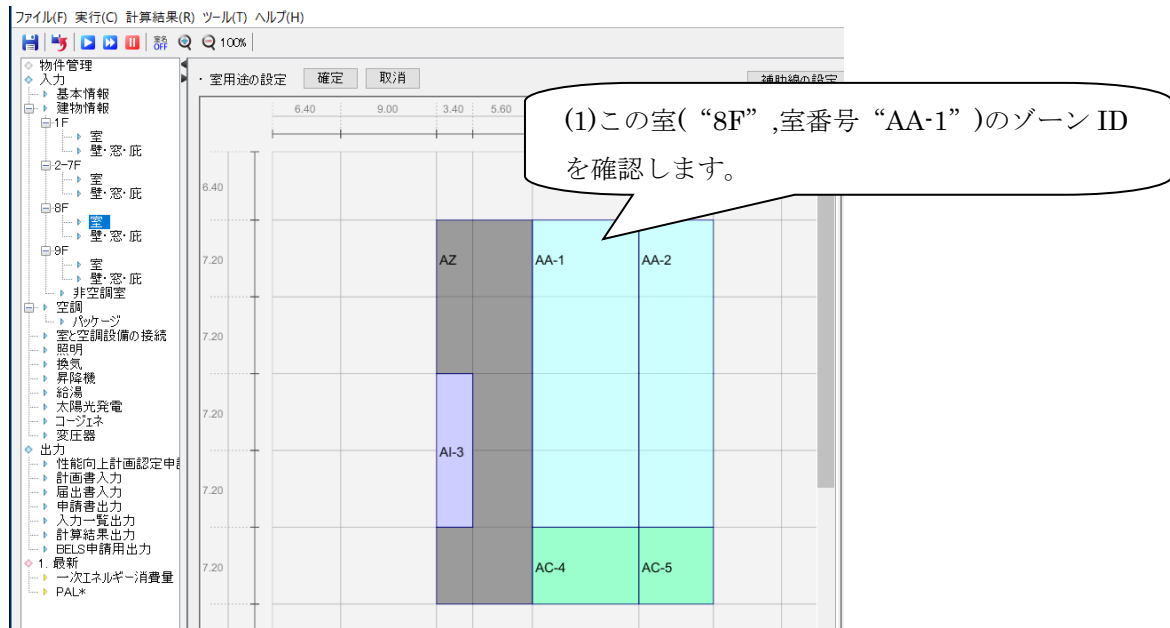 ファイル(F) 実行(C) 計算結果(R) ツール(T) ヘルプ(H)
室名 OFF 100%
物件管理
入力
基本情報
建物情報
1F
室
壁・窓・庇
2-7F
室
壁・窓・庇
8F
室
壁・窓・庇
9F
室
壁・窓・庇
非空調室
空調
パッケージ
室と空調設備の接続
照明
換気
昇降機
給湯
太陽光発電
コージェネ
変圧器
出力
性能向上計画認定申請
計画書入力
届出書入力
申請書出力
入力一覧出力
計算結果出力
BELS申請用出力
1. 最新
一次エネルギー消費量
PAL*
・室用途の設定 確定 取消 補助線の設定
6.40 9.00 3.40 5.60
(1)この室( “8F” ,室番号 “AA-1” )のゾーン ID
を確認します。
6.40
7.20 AZ AA-1 AA-2
7.20
7.20
AI-3
7.20
7.20 AC-4 AC-5